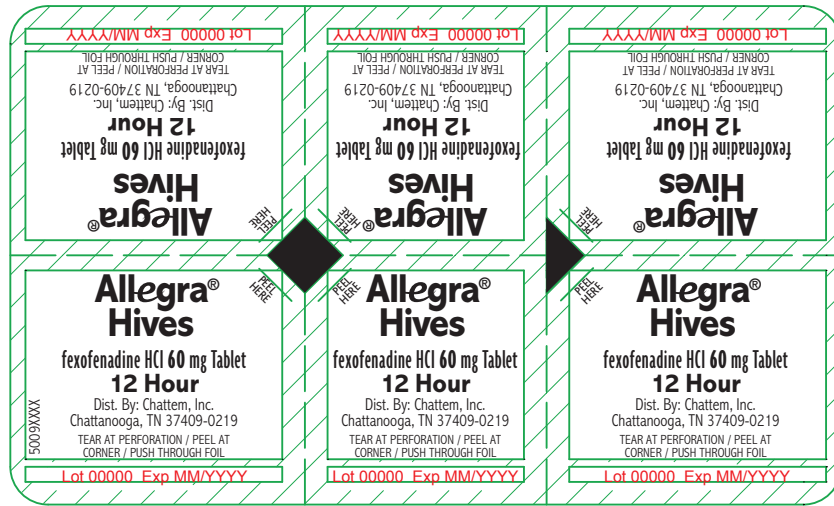 Lot 00000 Exp MM/YYYY
TEAR AT PERFORATION / PEEL AT
CORNER / PUSH THROUGH FOIL
Dist. By: Chattem, Inc.
Chattanooga, TN 37409-0219
12 Hour
fexofenadine HCl 60 mg Tablet
Allegra®
Hives
PEEL
HERE
Lot 00000 Exp MM/YYYY
TEAR AT PERFORATION / PEEL AT
CORNER / PUSH THROUGH FOIL
Dist. By: Chattem, Inc.
Chattanooga, TN 37409-0219
12 Hour
fexofenadine HCl 60 mg Tablet
Allegra®
Hives
PEEL
HERE
Lot 00000 Exp MM/YYYY
TEAR AT PERFORATION / PEEL AT
CORNER / PUSH THROUGH FOIL
Dist. By: Chattem, Inc.
Chattanooga, TN 37409-0219
12 Hour
fexofenadine HCl 60 mg Tablet
Allegra®
Hives
PEEL
HERE
PEEL
HERE
Allegra®
Hives
fexofenadine HCl 60 mg Tablet
12 Hour
Dist. By: Chattem, Inc.
Chattanooga, TN 37409-0219
TEAR AT PERFORATION / PEEL AT
CORNER / PUSH THROUGH FOIL
5009XXXX
Lot 00000 Exp MM/YYYY
PEEL
HERE
Allegra®
Hives
fexofenadine HCl 60 mg Tablet
12 Hour
Dist. By: Chattem, Inc.
Chattanooga, TN 37409-0219
TEAR AT PERFORATION / PEEL AT
CORNER / PUSH THROUGH FOIL
Lot 00000 Exp MM/YYYY
PEEL
HERE
Allegra®
Hives
fexofenadine HCl 60 mg Tablet
12 Hour
Dist. By: Chattem, Inc.
Chattanooga, TN 37409-0219
TEAR AT PERFORATION / PEEL AT
CORNER / PUSH THROUGH FOIL
Lot 00000 Exp MM/YYYY